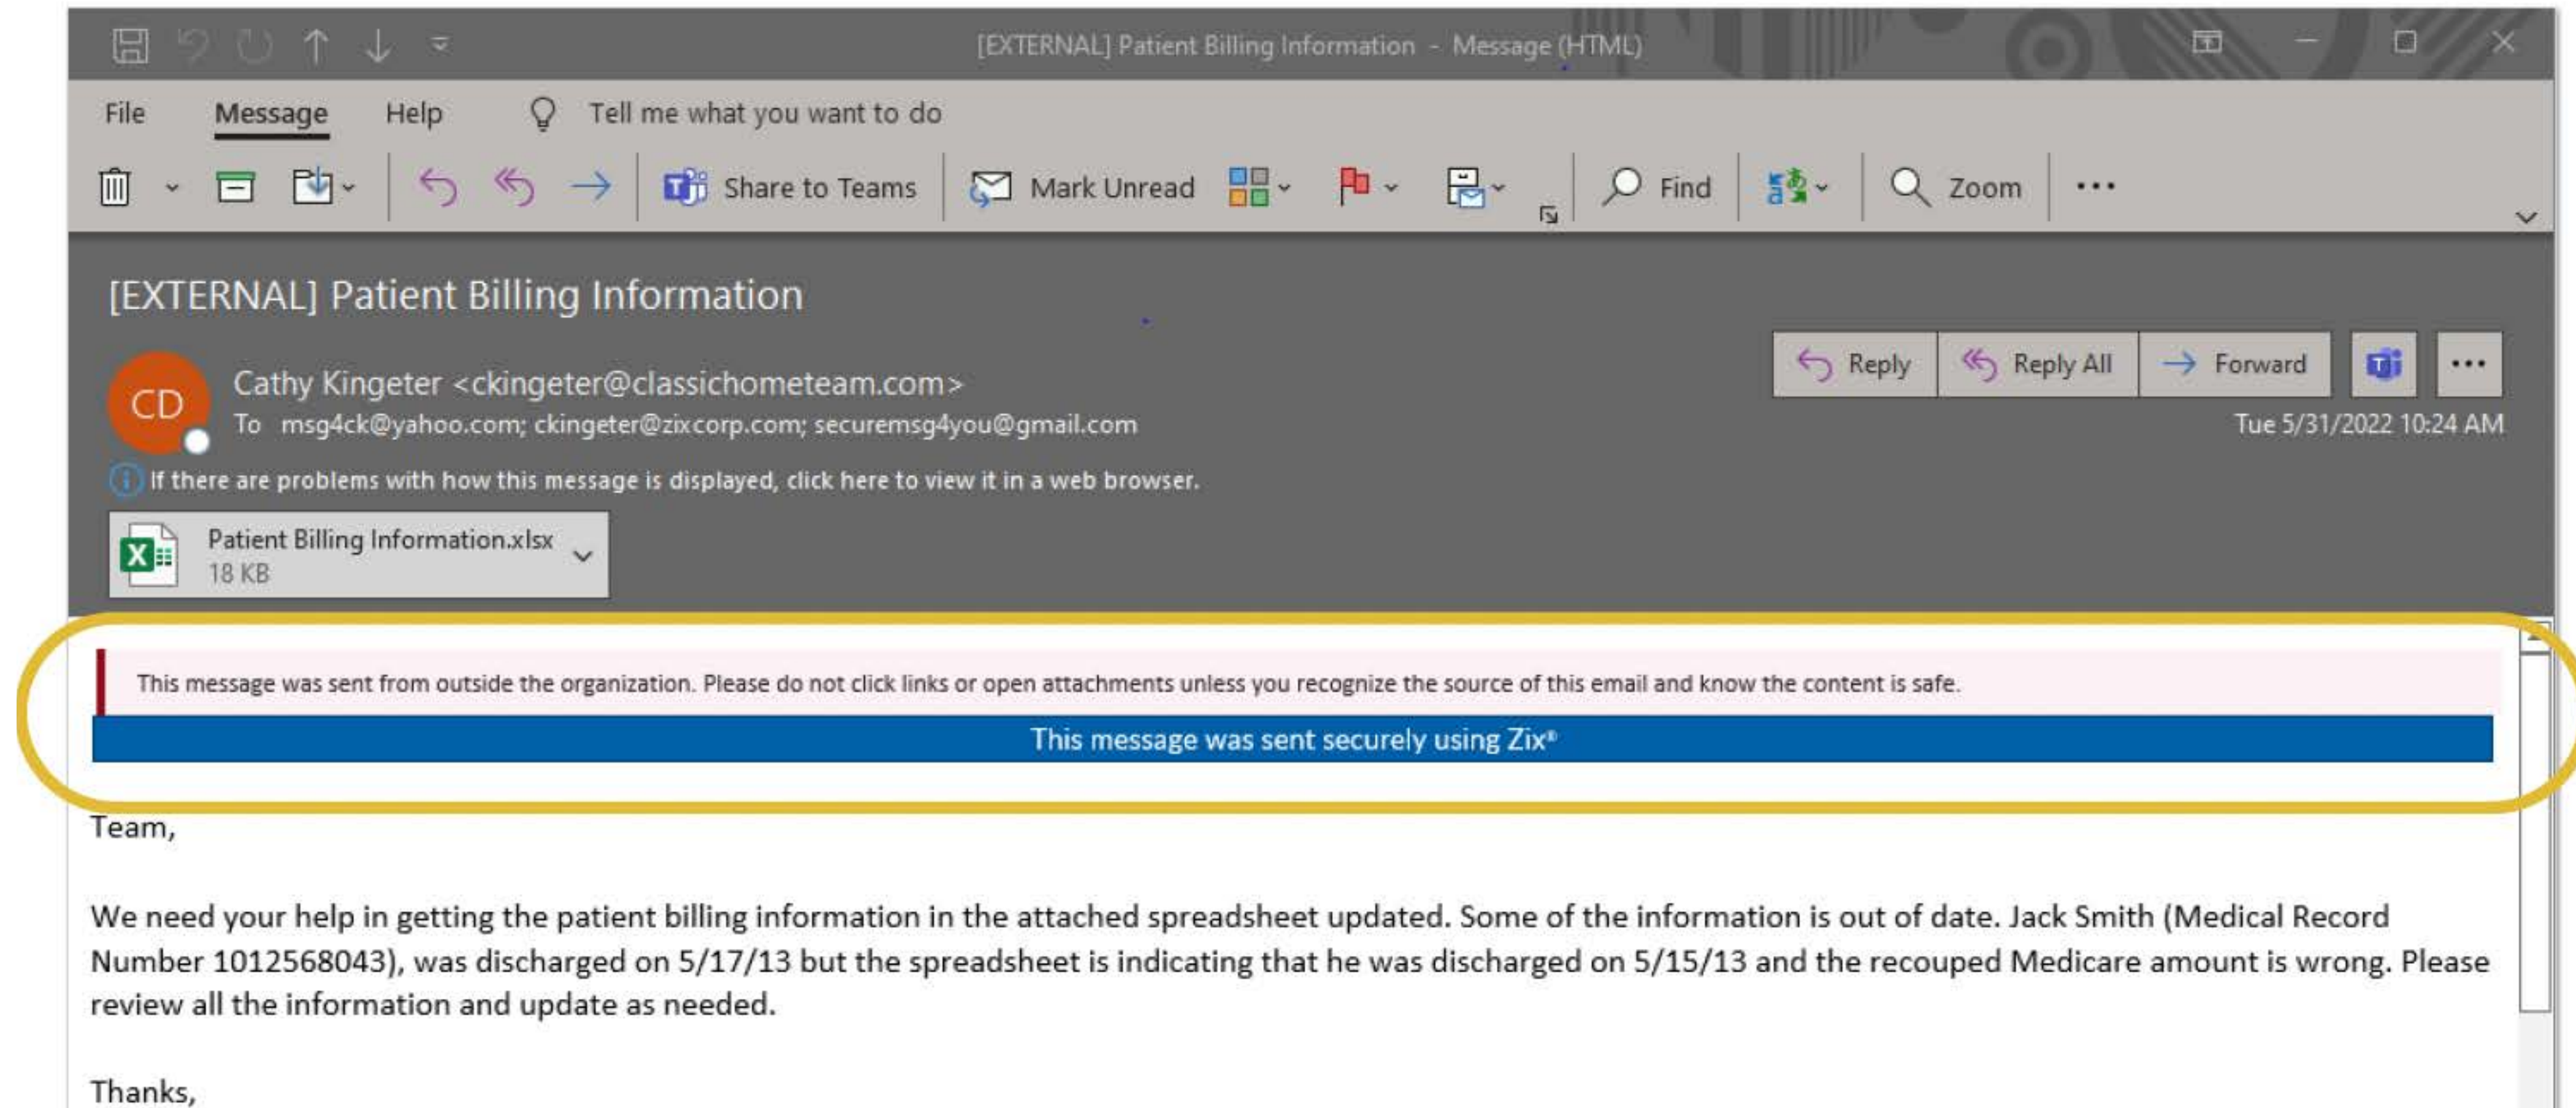 [EXTERNAL] Patient Billing Information - Message (HTML)
File Message Help Tell me what you want to do
Share to Teams Mark Unread Find Zoom
[EXTERNAL] Patient Billing Information
CD
Cathy Kingeter <ckingeter@classichometeam.com>
To msg4ck@yahoo.com; ckingeter@zixcorp.com; securemsg4you@gmail.com
Reply Reply All Forward
Tue 5/31/2022 10:24 AM
If there are problems with how this message is displayed, click here to view it in a web browser.
Patient Billing Information.xlsx
18 KB
This message was sent from outside the organization. Please do not click links or open attachments unless you recognize the source of this email and know the content is safe.
This message was sent securely using Zix®
Team,
We need your help in getting the patient billing information in the attached spreadsheet updated. Some of the information is out of date. Jack Smith (Medical Record
Number 1012568043), was discharged on 5/17/13 but the spreadsheet is indicating that he was discharged on 5/15/13 and the recouped Medicare amount is wrong. Please
review all the information and update as needed.
Thanks,